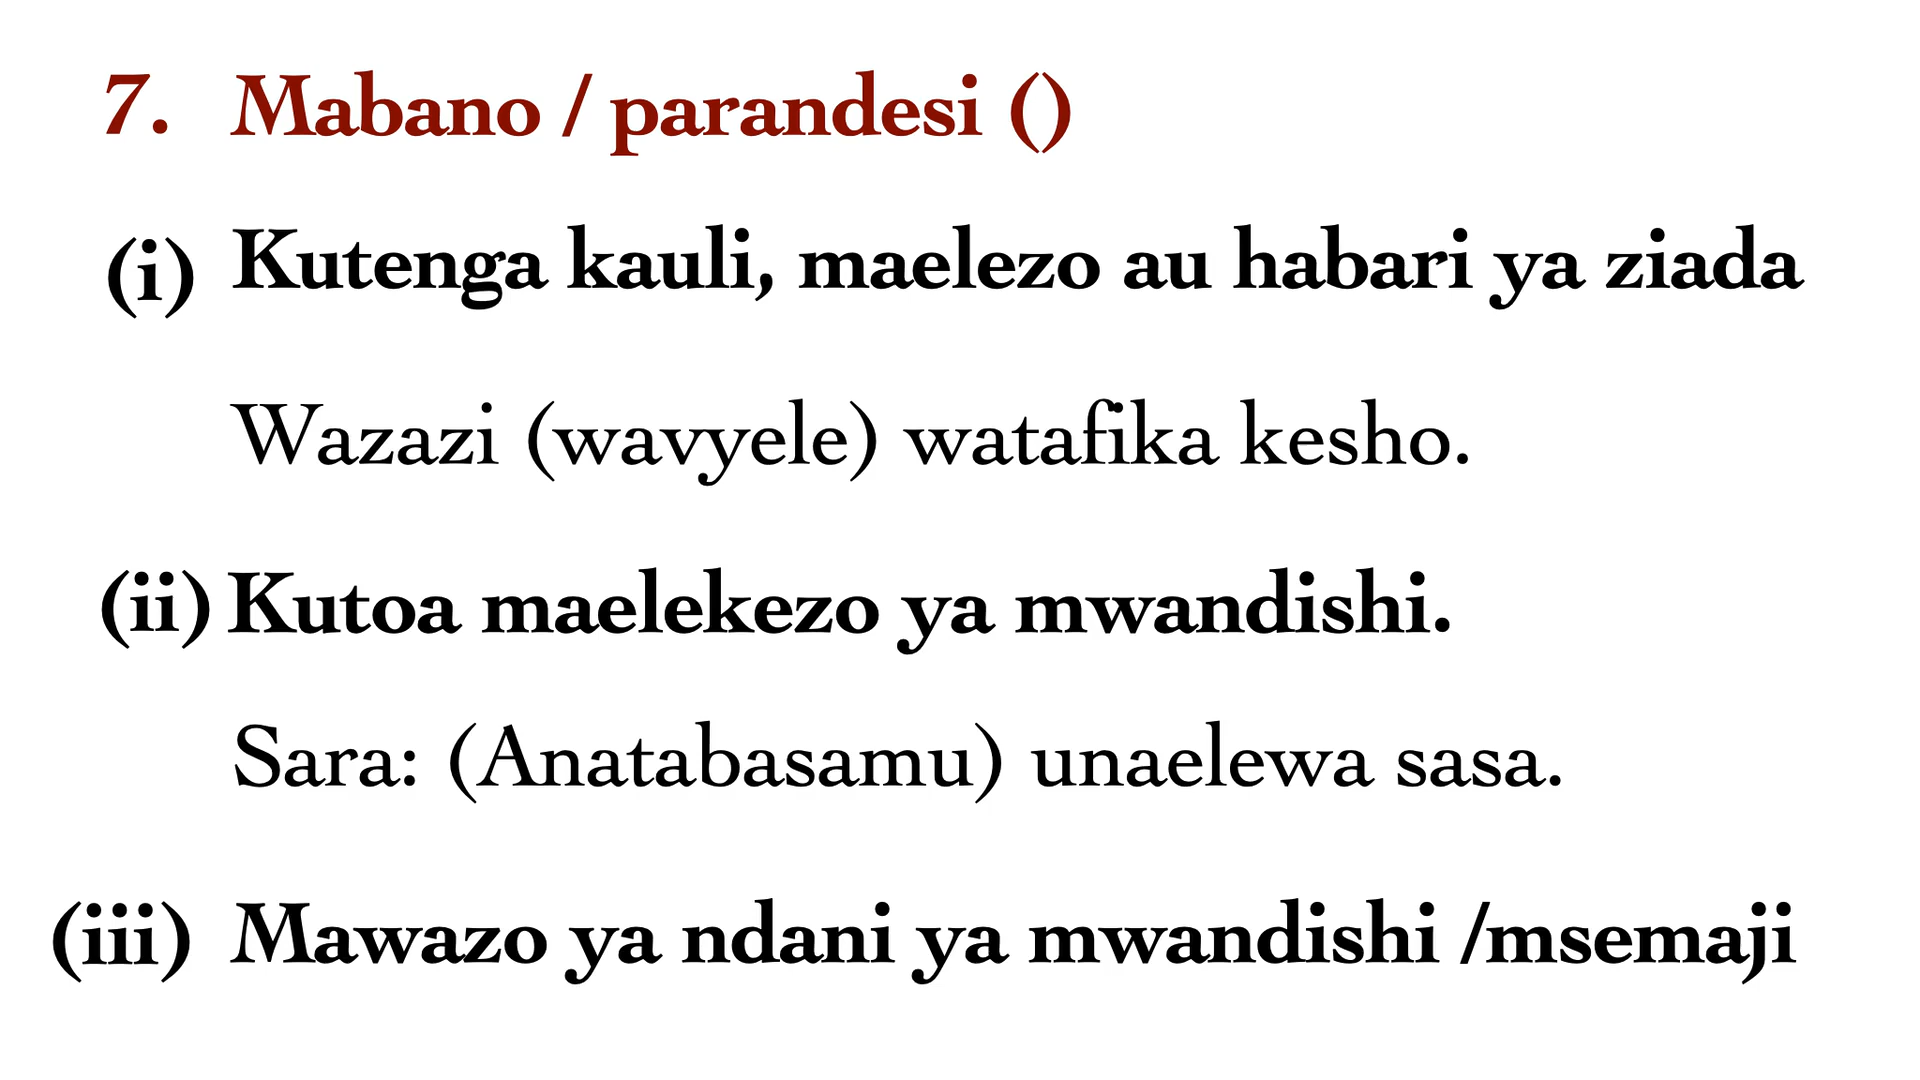 7. Mabano / parandesi ()
(i) Kutenga kauli, maelezo au habari ya ziada
Wazazi (wavyele) watafika kesho.
(ii) Kutoa maelekezo ya mwandishi.
Sara: (Anatabasamu) unaelewa sasa.
(iii) Mawazo ya ndani ya mwandishi /msemaji